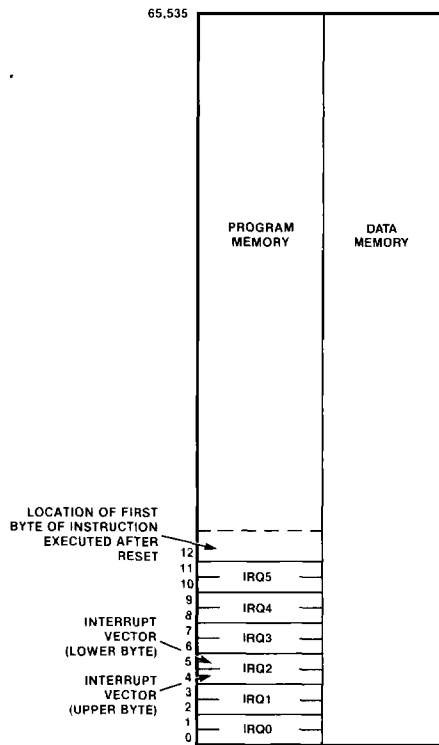 65,535
PROGRAM
MEMORY
DATA
MEMORY
LOCATION OF FIRST
BYTE OF INSTRUCTION
EXECUTED AFTER
RESET
12
11
10
IRQ5
9
8
IRQ4
INTERRUPT
VECTOR
(LOWER BYTE)
7
6
IRQ3
5
4
IRQ2
INTERRUPT
VECTOR
(UPPER BYTE)
3
2
IRQ1
1
0
IRQ0